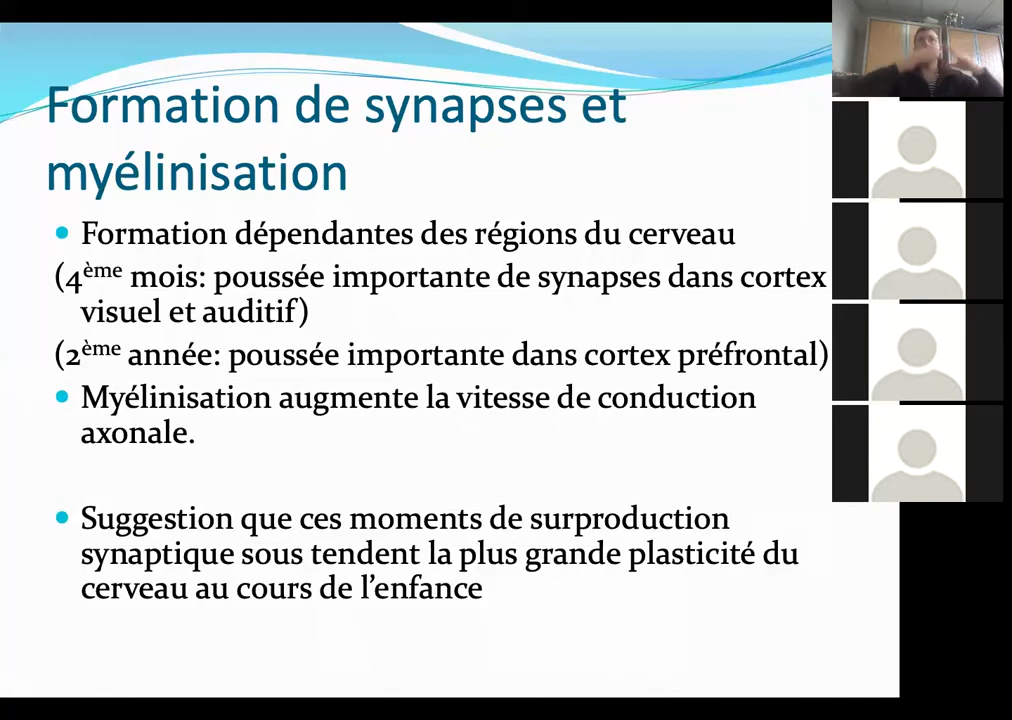 Formation de synapses et
myélinisation
• Formation dépendantes des régions du cerveau
(4ème mois: poussée importante de synapses dans cortex
visuel et auditif)
(2ème année: poussée importante dans cortex préfrontal)
• Myélinisation augmente la vitesse de conduction
axonale.
• Suggestion que ces moments de surproduction
synaptique sous tendent la plus grande plasticité du
cerveau au cours de l’enfance